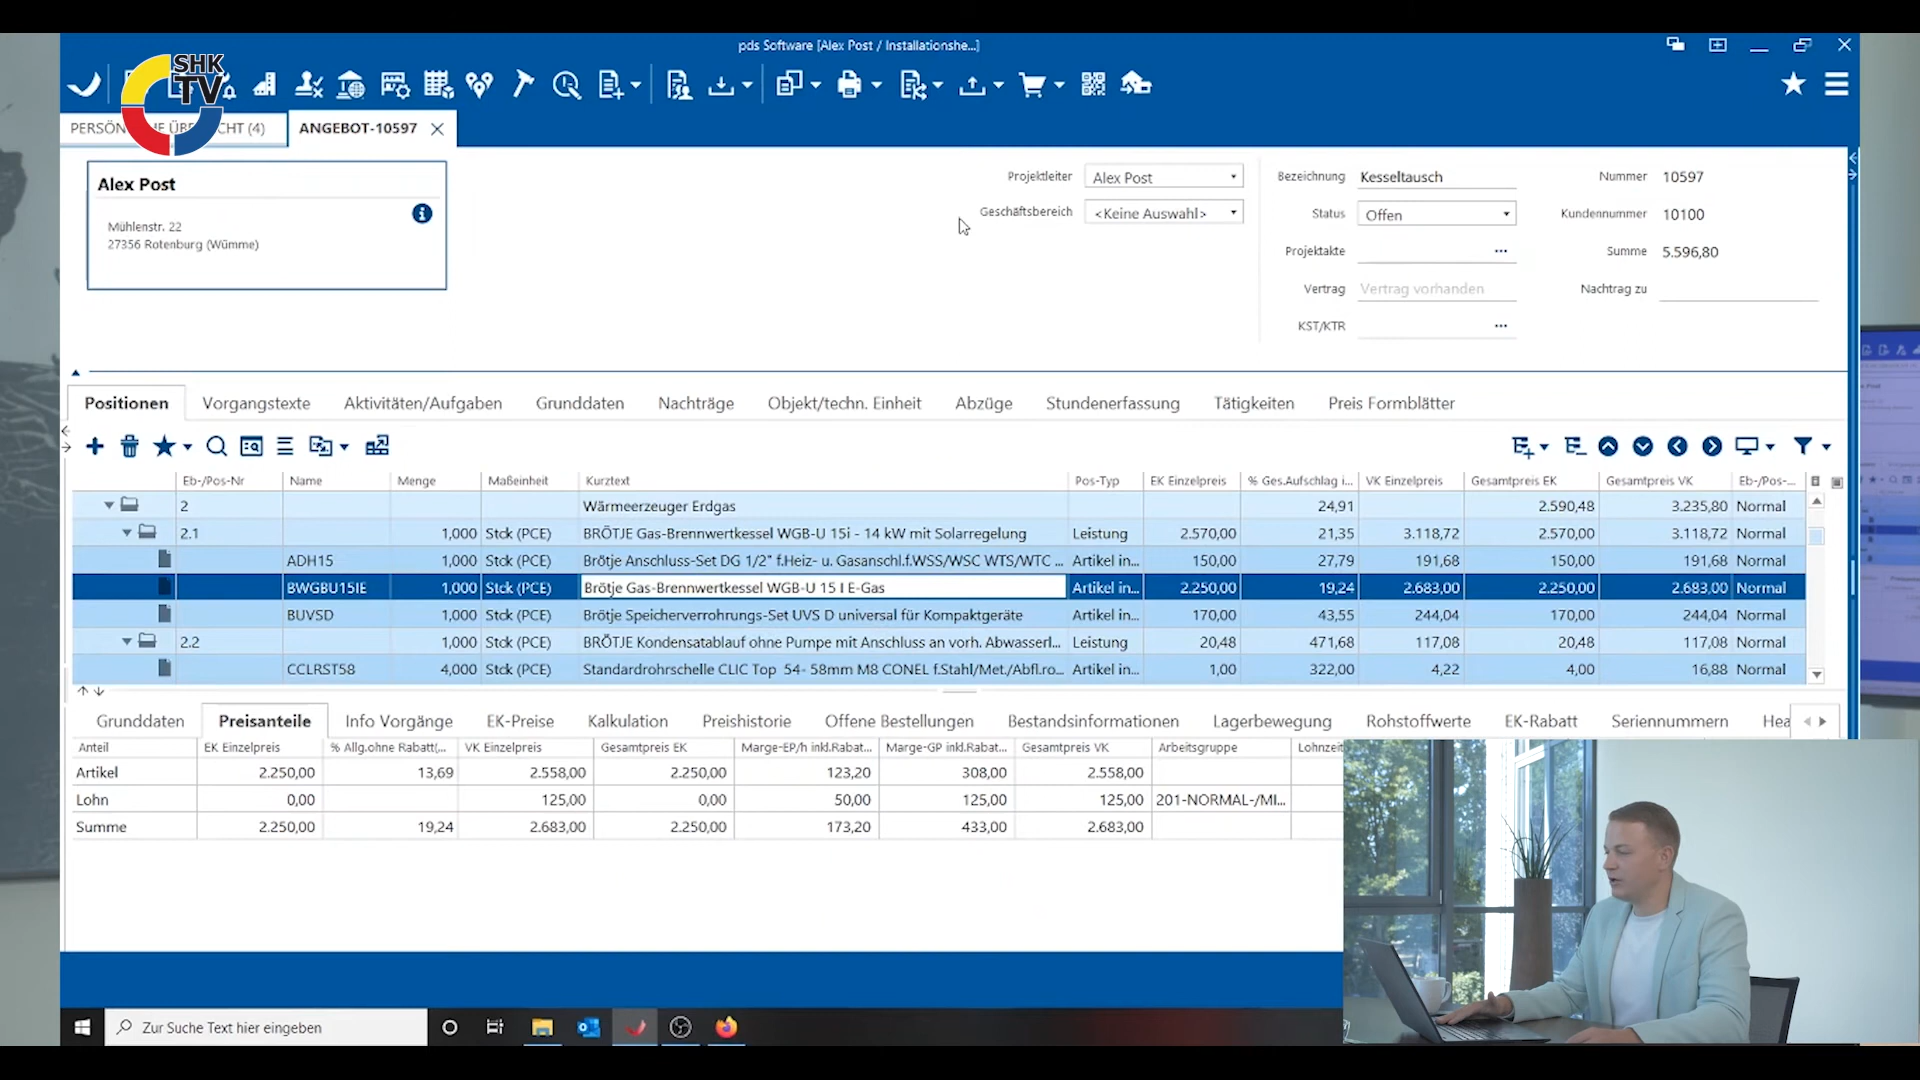 pds Software [Alex Post / Installationshe...]
SHK
TV
ANGEBOT-10597
Alex Post
Mühlenstr. 22
27356 Rotenburg (Wümme)
Projektleiter Alex Post
Geschäftsbereich <Keine Auswahl>
Bezeichnung Kesseltausch
Status Offen
Projektakte ...
Vertrag Vertrag vorhanden
KST/KTR ...
Nummer 10597
Kundennummer 10100
Summe 5.596,80
Nachtrag zu
Positionen Vorgangstexte Aktivitäten/Aufgaben Grunddaten Nachträge Objekt/techn. Einheit Abzüge Stundenerfassung Tätigkeiten Preis Formblätter
Eb-/Pos-Nr Name Menge Maßeinheit Kurztext Pos-Typ EK Einzelpreis % Ges.Aufschlag i... VK Einzelpreis Gesamtpreis EK Gesamtpreis VK Eb-/Pos-...
2 Wärmeerzeuger Erdgas 24,91 2.590,48 3.235,80 Normal
2.1 1,000 Stck (PCE) BRÖTJE Gas-Brennwertkessel WGB-U 15i - 14 kW mit Solarregelung Leistung 2.570,00 21,35 3.118,72 2.570,00 3.118,72 Normal
ADH15 1,000 Stck (PCE) Brötje Anschluss-Set DG 1/2" f.Heiz- u. Gasanschl.f.WSS/WSC WTS/WTC ... Artikel in... 150,00 27,79 191,68 150,00 191,68 Normal
BWGBU15IE 1,000 Stck (PCE) Brötje Gas-Brennwertkessel WGB-U 15 I E-Gas Artikel in... 2.250,00 19,24 2.683,00 2.250,00 2.683,00 Normal
BUVSD 1,000 Stck (PCE) Brötje Speicherverrohrungs-Set UVS D universal für Kompaktgeräte Artikel in... 170,00 43,55 244,04 170,00 244,04 Normal
2.2 1,000 Stck (PCE) BRÖTJE Kondensatablauf ohne Pumpe mit Anschluss an vorh. Abwasserl... Leistung 20,48 471,68 117,08 20,48 117,08 Normal
CCLRST58 4,000 Stck (PCE) Standardrohrschelle CLIC Top 54- 58mm M8 CONEL f.Stahl/Met./Abfl.ro... Artikel in... 1,00 322,00 4,22 4,00 16,88 Normal
Grunddaten Preisanteile Info Vorgänge EK-Preise Kalkulation Preishistorie Offene Bestellungen Bestandsinformationen Lagerbewegung Rohstoffwerte EK-Rabatt Seriennummern Hea
Anteil EK Einzelpreis % Allg.ohne Rabatt(... VK Einzelpreis Gesamtpreis EK Marge-EP/h inkl.Rabat... Marge-GP inkl.Rabat... Gesamtpreis VK Arbeitsgruppe Lohnzeit
Artikel 2.250,00 13,69 2.558,00 2.250,00 123,20 308,00 2.558,00
Lohn 0,00 125,00 0,00 50,00 125,00 125,00 201-NORMAL-/MI...
Summe 2.250,00 19,24 2.683,00 2.250,00 173,20 433,00 2.683,00
Zur Suche Text hier eingeben